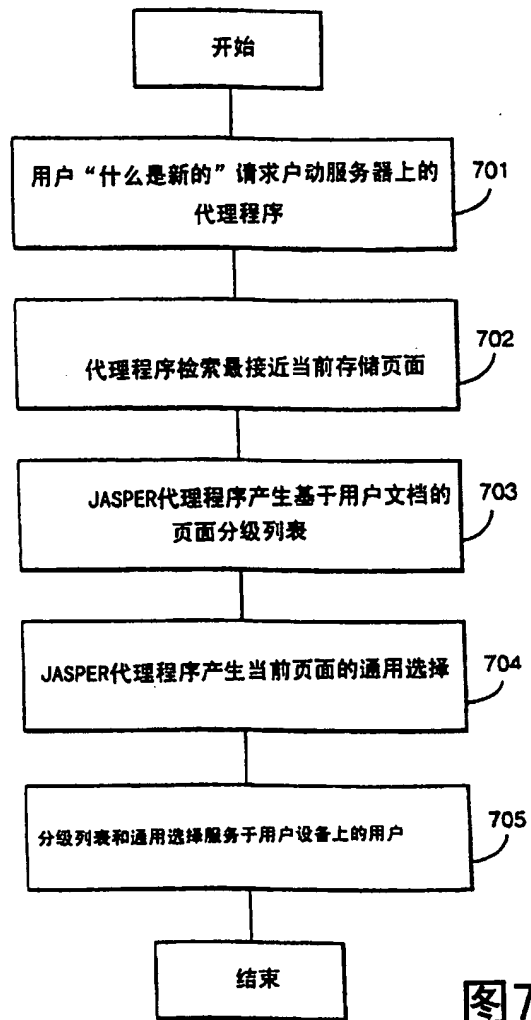 开始
用户“什么是新的”请求户动服务器上的
代理程序
701
代理程序检索最接近当前存储页面
702
JASPER代理程序产生基于用户文档的
页面分级列表
703
JASPER代理程序产生当前页面的通用选择
704
分级列表和通用选择服务于用户设备上的用户
705
结束
图7